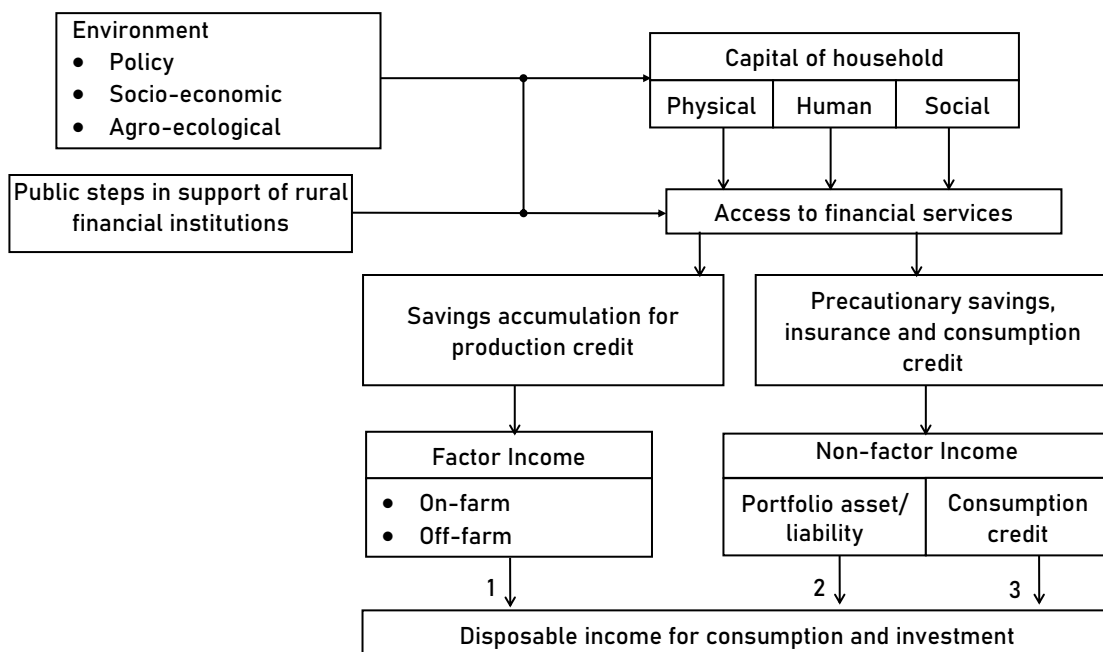 Environment
• Policy
• Socio-economic
• Agro-ecological
Capital of household
Physical
Human
Social
Public steps in support of rural
financial institutions
Access to financial services
Savings accumulation for
production credit
Precautionary savings,
insurance and consumption
credit
Factor Income
• On-farm
• Off-farm
Non-factor Income
Portfolio asset/
liability
Consumption
credit
1
2
3
Disposable income for consumption and investment